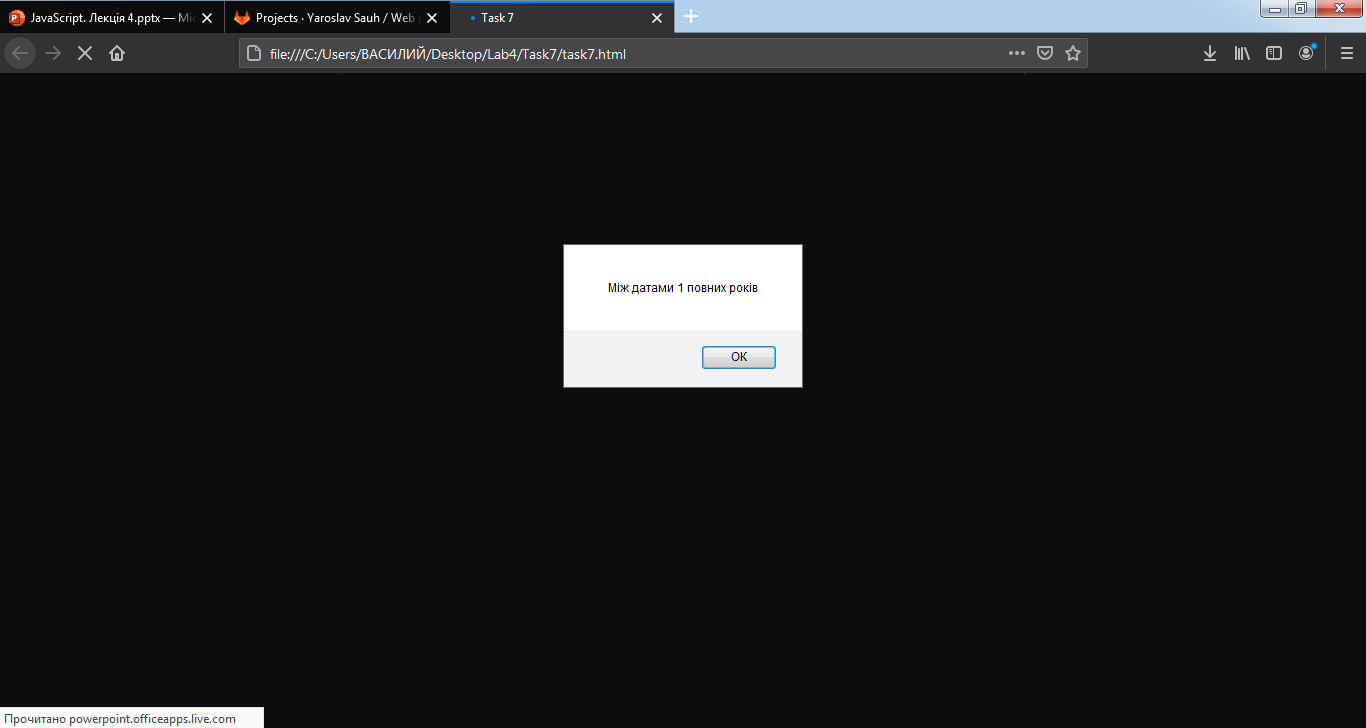 JavaScript. Лекція 4.pptx — Mic
Projects · Yaroslav Sauh / Web
Task 7
file:///C:/Users/ВАСИЛИЙ/Desktop/Lab4/Task7/task7.html
Між датами 1 повних років
OK
Прочитано powerpoint.officeapps.live.com